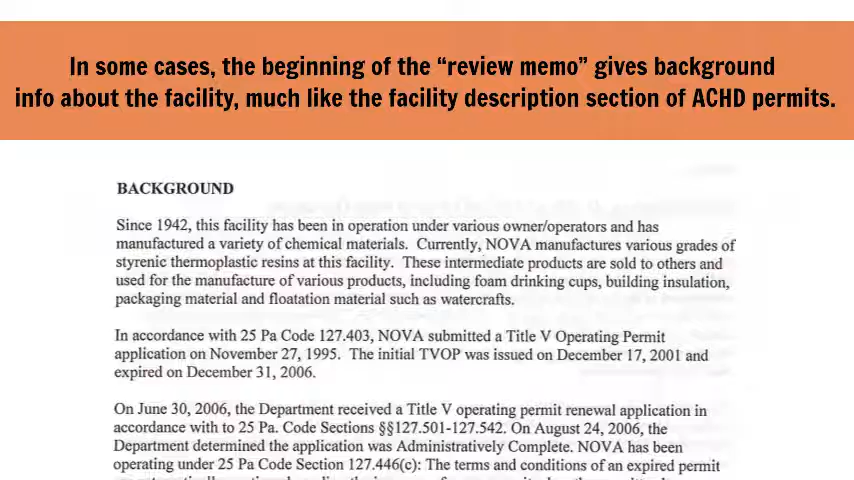 In some cases, the beginning of the “review memo” gives background
info about the facility, much like the facility description section of ACHD permits.
BACKGROUND
Since 1942, this facility has been in operation under various owner/operators and has
manufactured a variety of chemical materials. Currently, NOVA manufactures various grades of
styrenic thermoplastic resins at this facility. These intermediate products are sold to others and
used for the manufacture of various products, including foam drinking cups, building insulation,
packaging material and floatation material such as watercrafts.
In accordance with 25 Pa Code 127.403, NOVA submitted a Title V Operating Permit
application on November 27, 1995. The initial TVOP was issued on December 17, 2001 and
expired on December 31, 2006.
On June 30, 2006, the Department received a Title V operating permit renewal application in
accordance with to 25 Pa. Code Sections §§127.501-127.542. On August 24, 2006, the
Department determined the application was Administratively Complete. NOVA has been
operating under 25 Pa Code Section 127.446(c): The terms and conditions of an expired permit